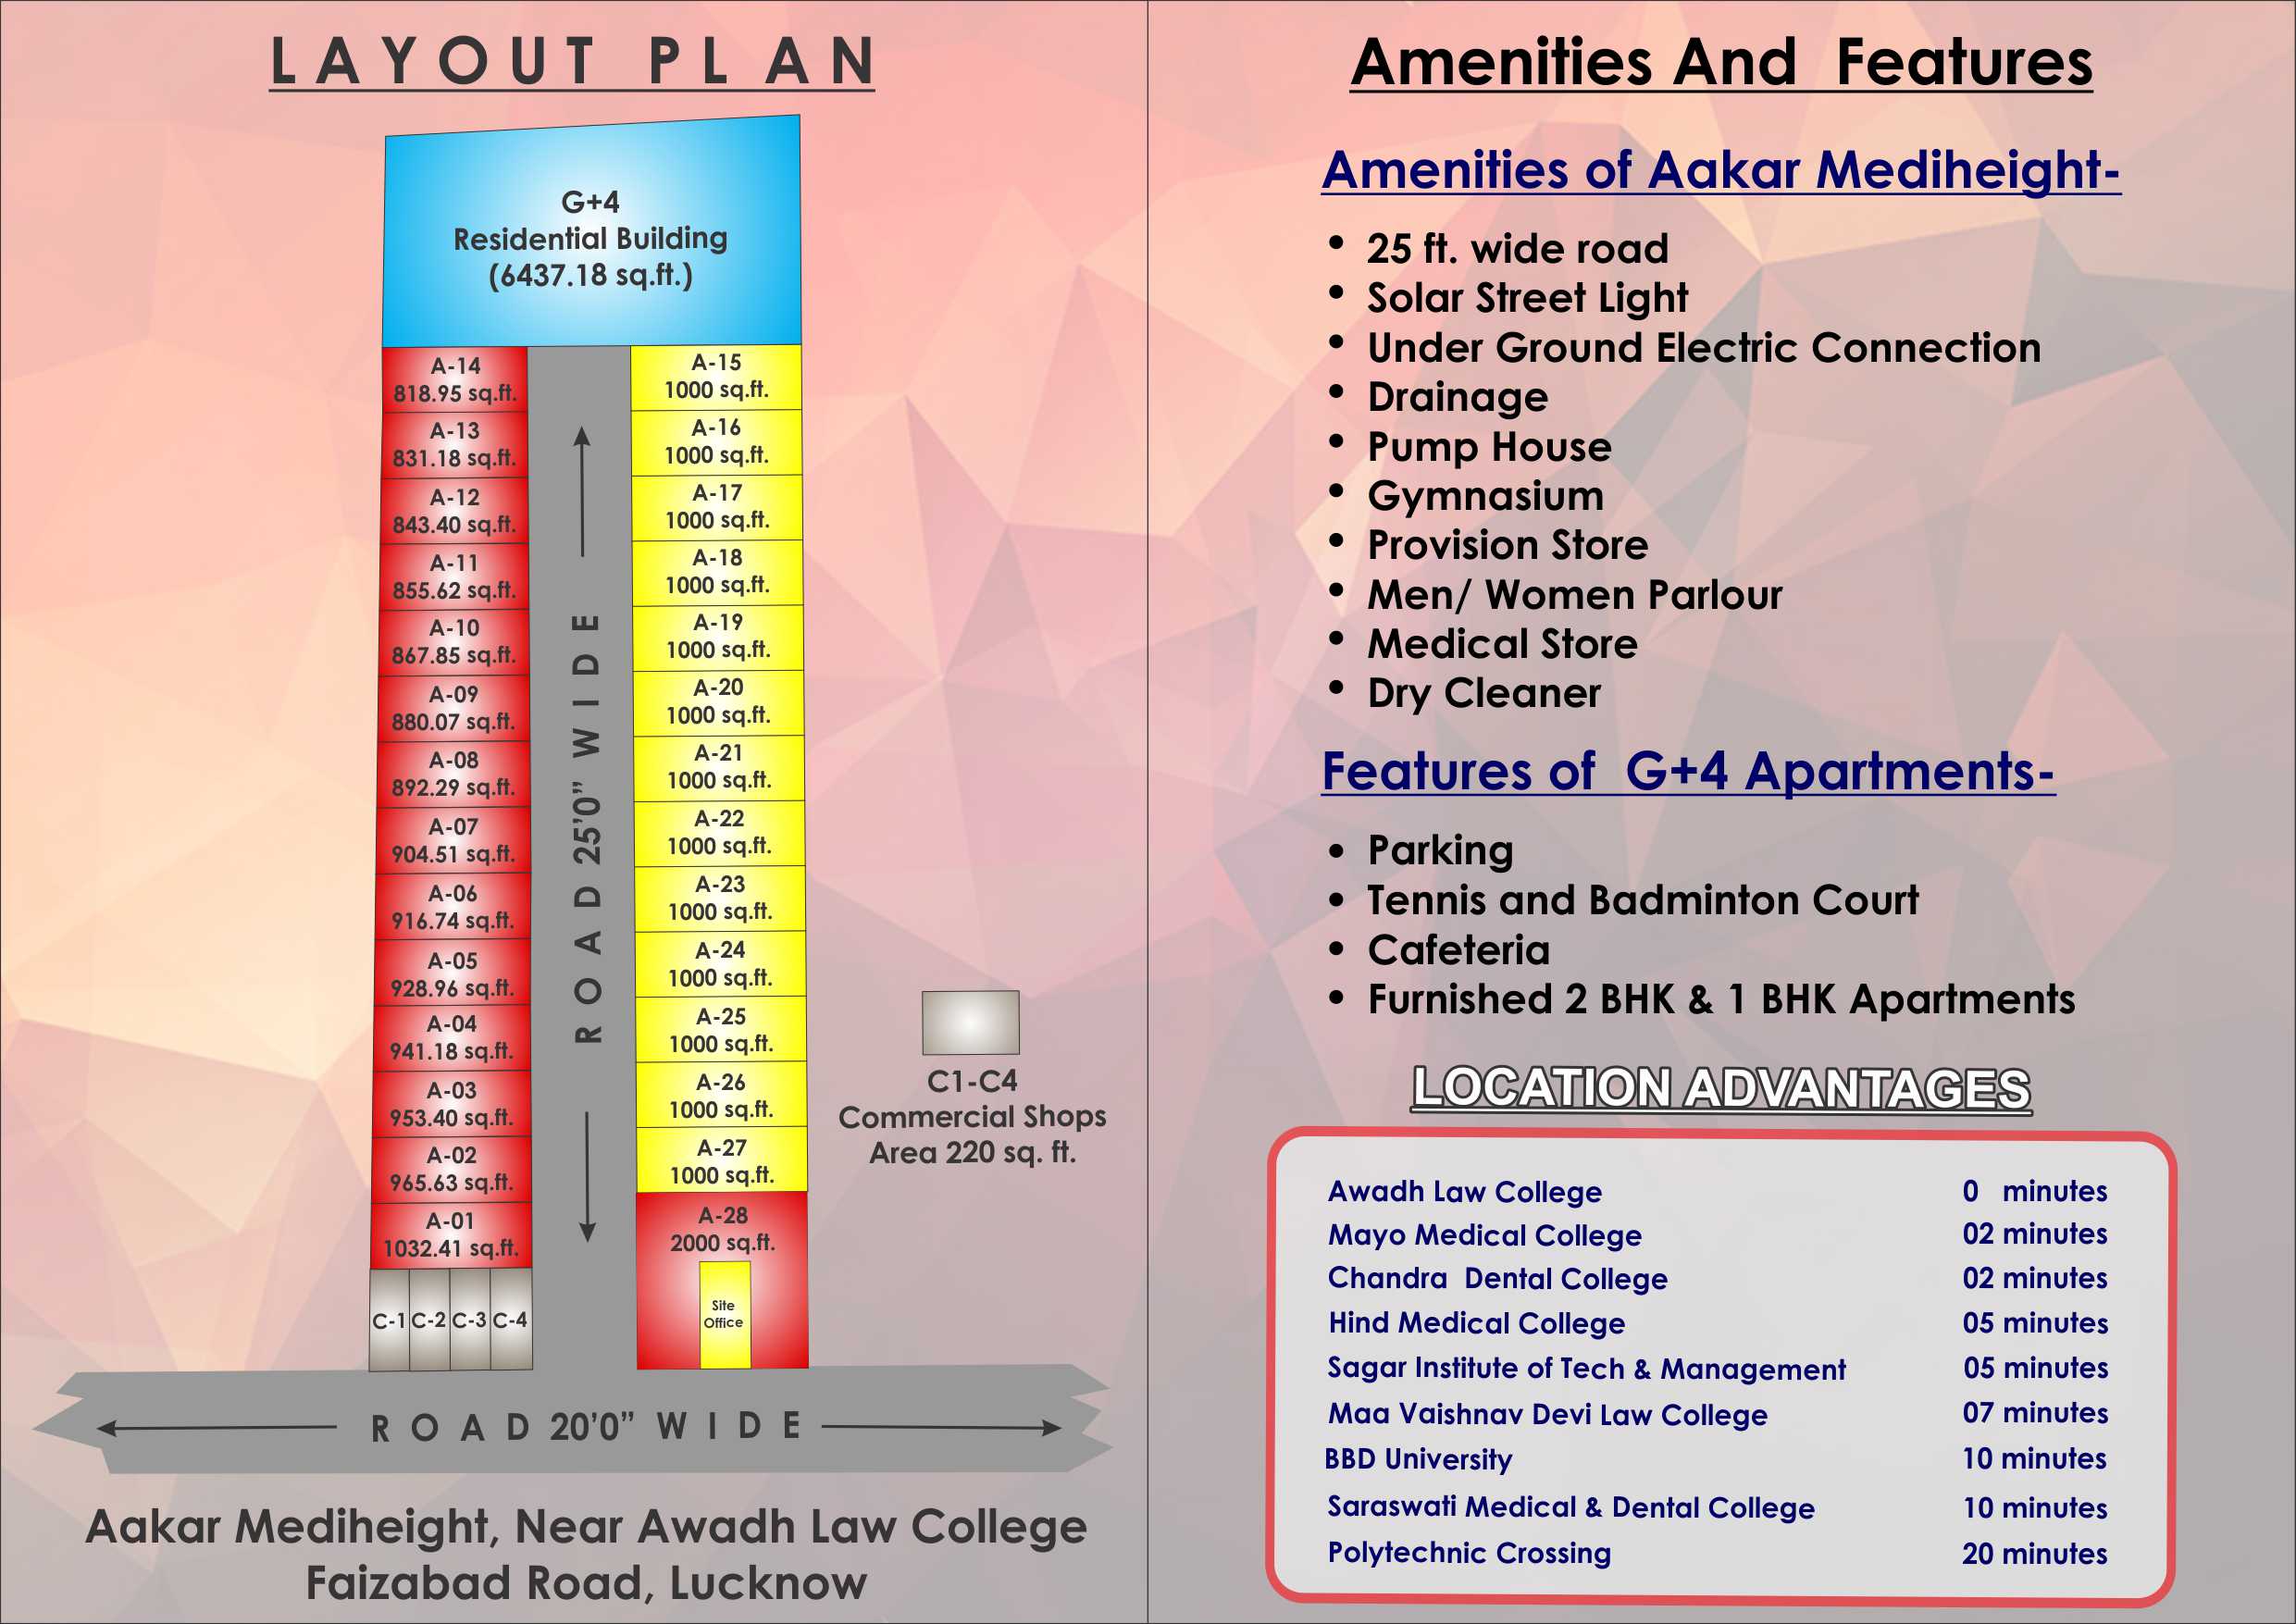 LAYOUT PLAN
G+4
Residential Building
(6437.18 sq.ft.)
A-14
818.95 sq.ft.
A-13
831.18 sq.ft.
A-12
843.40 sq.ft.
A-11
855.62 sq.ft.
A-10
867.85 sq.ft.
A-09
880.07 sq.ft.
A-08
892.29 sq.ft.
A-07
904.51 sq.ft.
A-06
916.74 sq.ft.
A-05
928.96 sq.ft.
A-04
941.18 sq.ft.
A-03
953.40 sq.ft.
A-02
965.63 sq.ft.
A-01
1032.41 sq.ft.
C-1 C-2 C-3 C-4
ROAD 25'0" WIDE
A-15
1000 sq.ft.
A-16
1000 sq.ft.
A-17
1000 sq.ft.
A-18
1000 sq.ft.
A-19
1000 sq.ft.
A-20
1000 sq.ft.
A-21
1000 sq.ft.
A-22
1000 sq.ft.
A-23
1000 sq.ft.
A-24
1000 sq.ft.
A-25
1000 sq.ft.
A-26
1000 sq.ft.
A-27
1000 sq.ft.
A-28
2000 sq.ft.
Site
Office
C1-C4
Commercial Shops
Area 220 sq. ft.
ROAD 20'0" WIDE
Aakar Mediheight, Near Awadh Law College
Faizabad Road, Lucknow
Amenities And Features
Amenities of Aakar Mediheight-
• 25 ft. wide road
• Solar Street Light
• Under Ground Electric Connection
• Drainage
• Pump House
• Gymnasium
• Provision Store
• Men/ Women Parlour
• Medical Store
• Dry Cleaner
Features of G+4 Apartments-
• Parking
• Tennis and Badminton Court
• Cafeteria
• Furnished 2 BHK & 1 BHK Apartments
LOCATION ADVANTAGES
Awadh Law College 0 minutes
Mayo Medical College 02 minutes
Chandra Dental College 02 minutes
Hind Medical College 05 minutes
Sagar Institute of Tech & Management 05 minutes
Maa Vaishnav Devi Law College 07 minutes
BBD University 10 minutes
Saraswati Medical & Dental College 10 minutes
Polytechnic Crossing 20 minutes